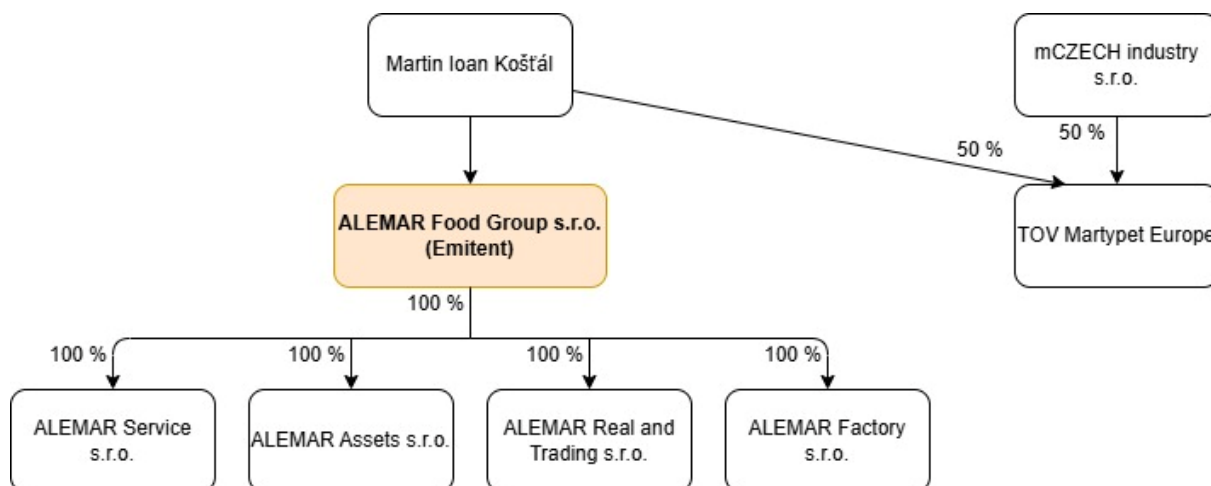 Martin Ioan Košťál
mCZECH industry
s.r.o.
50 %
50 %
ALEMAR Food Group s.r.o.
(Emitent)
TOV Martypet Europe
100 %
100 %
100 %
100 %
100 %
ALEMAR Service
s.r.o.
ALEMAR Assets s.r.o.
ALEMAR Real and
Trading s.r.o.
ALEMAR Factory
s.r.o.